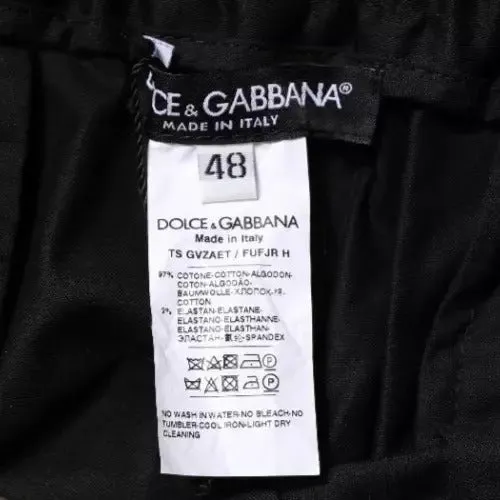 CE & GABBANA®
MADE IN ITALY
48
DOLCE & GABBANA
Made in Italy
TS GVZAET / FUFJR H
97% COTONE-COTTON-ALGODON-
COTON-ALGODÃO-
BAUMWOLLE-ХЛОПОК-棉-
COTTON
3% ELASTAN-ELASTANE-
ELASTANO-ELASTHANNE-
ELASTANO-ELASTHAN-
ЭЛАСТАН-氨纶-SPANDEX
NO WASH IN WATER-NO BLEACH-NO
TUMBLER-COOL IRON-LIGHT DRY
CLEANING